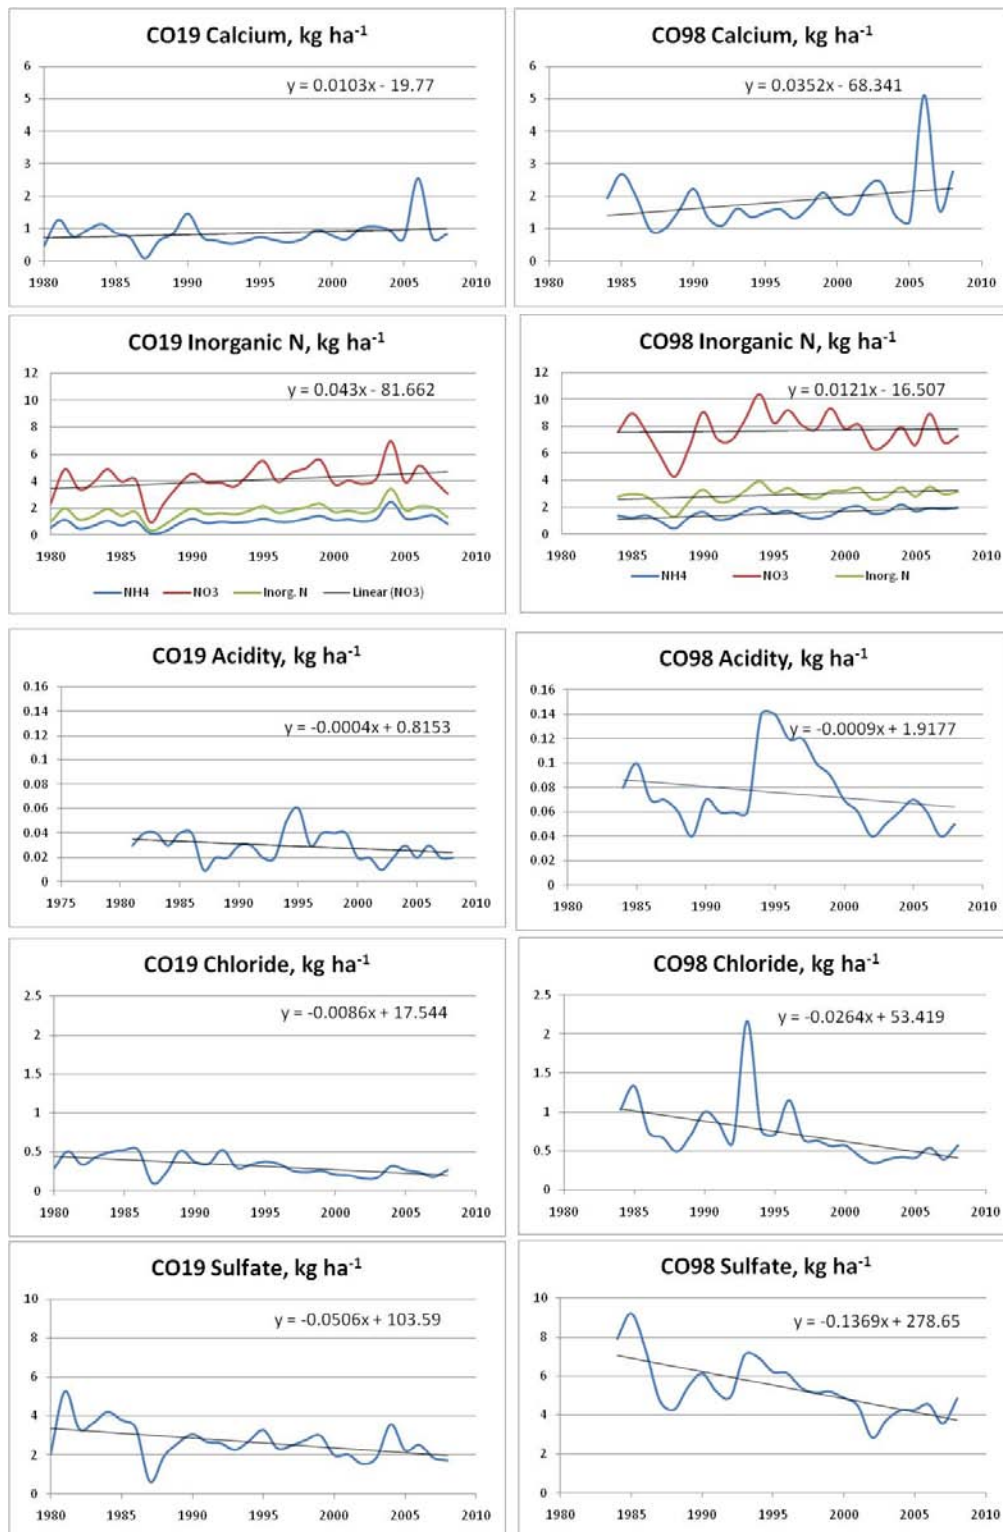 CO19 Calcium, kg ha-1
y = 0.0103x - 19.77
6
5
4
3
2
1
0
1980 1985 1990 1995 2000 2005 2010
CO98 Calcium, kg ha-1
y = 0.0352x - 68.341
6
5
4
3
2
1
0
1980 1985 1990 1995 2000 2005 2010
CO19 Inorganic N, kg ha-1
y = 0.043x - 81.662
12
10
8
6
4
2
0
1980 1985 1990 1995 2000 2005 2010
NH4 NO3 Inorg. N Linear (NO3)
CO98 Inorganic N, kg ha-1
y = 0.0121x - 16.507
12
10
8
6
4
2
0
1980 1985 1990 1995 2000 2005 2010
NH4 NO3 Inorg. N
CO19 Acidity, kg ha-1
y = -0.0004x + 0.8153
0.16
0.14
0.12
0.1
0.08
0.06
0.04
0.02
0
1975 1980 1985 1990 1995 2000 2005 2010
CO98 Acidity, kg ha-1
y = -0.0009x + 1.9177
0.16
0.14
0.12
0.1
0.08
0.06
0.04
0.02
0
1980 1985 1990 1995 2000 2005 2010
CO19 Chloride, kg ha-1
y = -0.0086x + 17.544
2.5
2
1.5
1
0.5
0
1980 1985 1990 1995 2000 2005 2010
CO98 Chloride, kg ha-1
y = -0.0264x + 53.419
2.5
2
1.5
1
0.5
0
1980 1985 1990 1995 2000 2005 2010
CO19 Sulfate, kg ha-1
y = -0.0506x + 103.59
10
8
6
4
2
0
1980 1985 1990 1995 2000 2005 2010
CO98 Sulfate, kg ha-1
y = -0.1369x + 278.65
10
8
6
4
2
0
1980 1985 1990 1995 2000 2005 2010